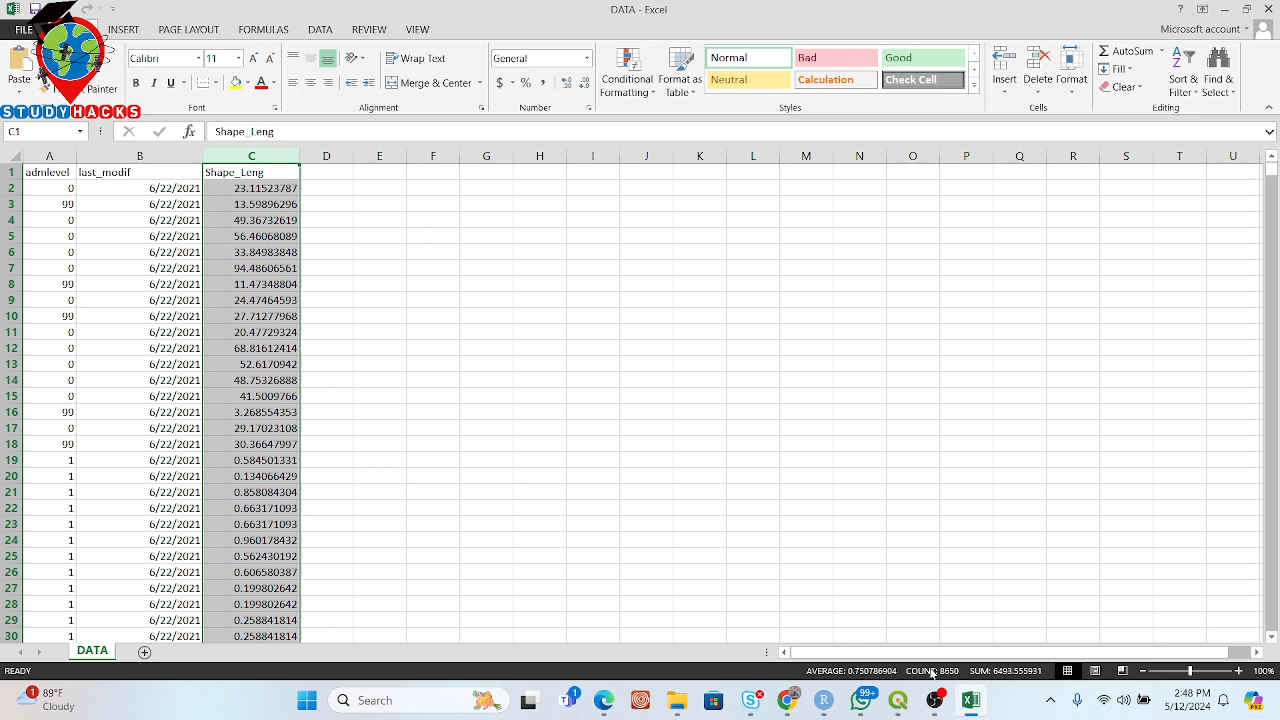 DATA - Excel
FILE INSERT PAGE LAYOUT FORMULAS DATA REVIEW VIEW Microsoft account
Paste Painter
Calibri 11 Wrap Text General Conditional Formatting Format as Table Normal Bad Good Insert Delete Format AutoSum Sort & Filter Find & Select
B I U Merge & Center $ % , Neutral Calculation Check Cell Fill Clear
Font Alignment Number Styles Cells Editing
STUDYHACKS
C1 fx Shape_Leng
A B C D E F G H I J K L M N O P Q R S T U
1 admlevel last_modif Shape_Leng
2 0 6/22/2021 23.11523787
3 99 6/22/2021 13.59896296
4 0 6/22/2021 49.36732619
5 0 6/22/2021 56.46068089
6 0 6/22/2021 33.84983848
7 0 6/22/2021 94.48606561
8 99 6/22/2021 11.47348804
9 0 6/22/2021 24.47464593
10 99 6/22/2021 27.71277968
11 0 6/22/2021 20.47729324
12 0 6/22/2021 68.81612414
13 0 6/22/2021 52.6170942
14 0 6/22/2021 48.75326888
15 0 6/22/2021 41.5009766
16 99 6/22/2021 3.268554353
17 0 6/22/2021 29.17023108
18 99 6/22/2021 30.36647997
19 1 6/22/2021 0.584501331
20 1 6/22/2021 0.134066429
21 1 6/22/2021 0.858084304
22 1 6/22/2021 0.663171093
23 1 6/22/2021 0.663171093
24 1 6/22/2021 0.960178432
25 1 6/22/2021 0.562430192
26 1 6/22/2021 0.606580387
27 1 6/22/2021 0.199802642
28 1 6/22/2021 0.199802642
29 1 6/22/2021 0.258841814
30 1 6/22/2021 0.258841814
DATA
READY AVERAGE: 0.750786904 COUNT: 8650 SUM: 6493.555931 100%
1 89°F Cloudy Search 1 99+ 2:48 PM 5/12/2024